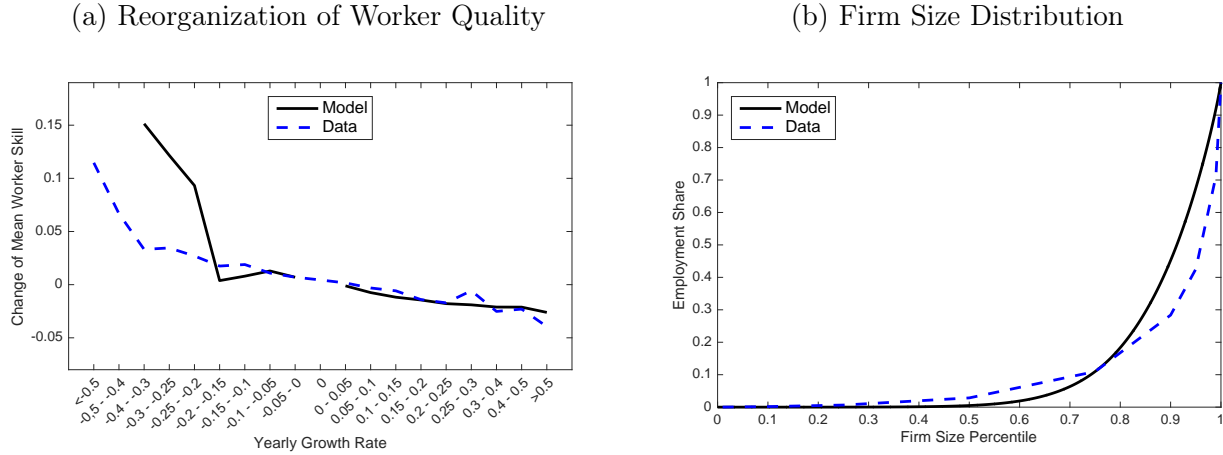 (a) Reorganization of Worker Quality
(b) Firm Size Distribution
Model
Data
Change of Mean Worker Skill
0.15
0.1
0.05
0
-0.05
<-0.5
-0.5 - -0.4
-0.4 - -0.3
-0.3 - -0.25
-0.25 - -0.2
-0.2 - -0.15
-0.15 - -0.1
-0.1 - -0.05
-0.05 - 0
0
0 - 0.05
0.05 - 0.1
0.1 - 0.15
0.15 - 0.2
0.2 - 0.25
0.25 - 0.3
0.3 - 0.4
0.4 - 0.5
>0.5
Yearly Growth Rate
Model
Data
Employment Share
1
0.9
0.8
0.7
0.6
0.5
0.4
0.3
0.2
0.1
0
0 0.1 0.2 0.3 0.4 0.5 0.6 0.7 0.8 0.9 1
Firm Size Percentile